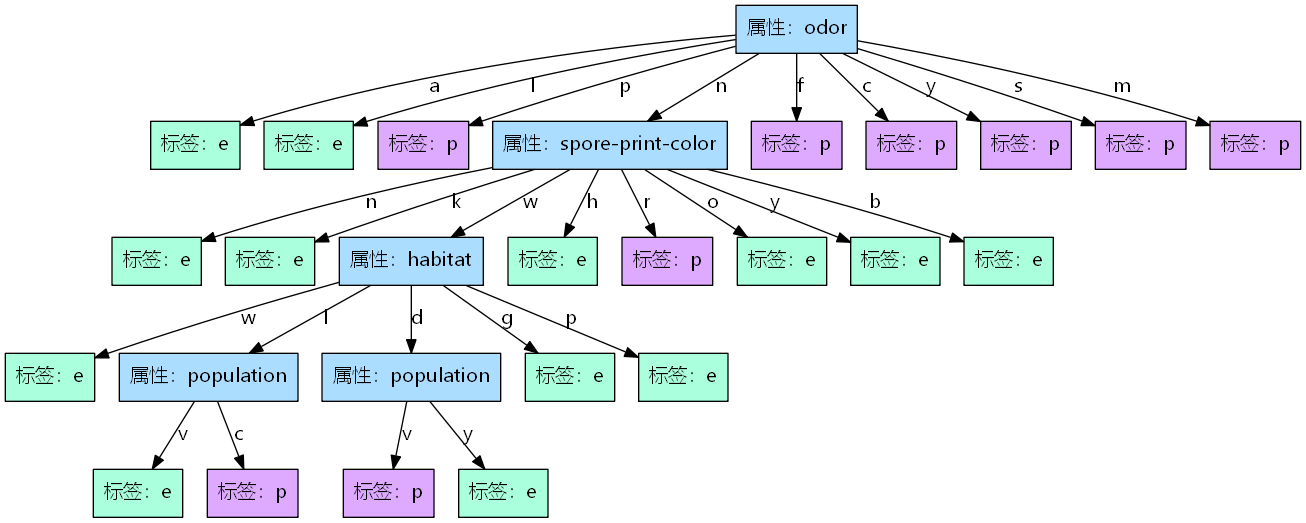 属性：odor
a l p n f c y s m
标签：e 标签：e 标签：p 属性：spore-print-color 标签：p 标签：p 标签：p 标签：p 标签：p
n k w h r o y b
标签：e 标签：e 属性：habitat 标签：e 标签：p 标签：e 标签：e 标签：e
w l d g p
标签：e 属性：population 属性：population 标签：e 标签：e
v c v y
标签：e 标签：p 标签：p 标签：e